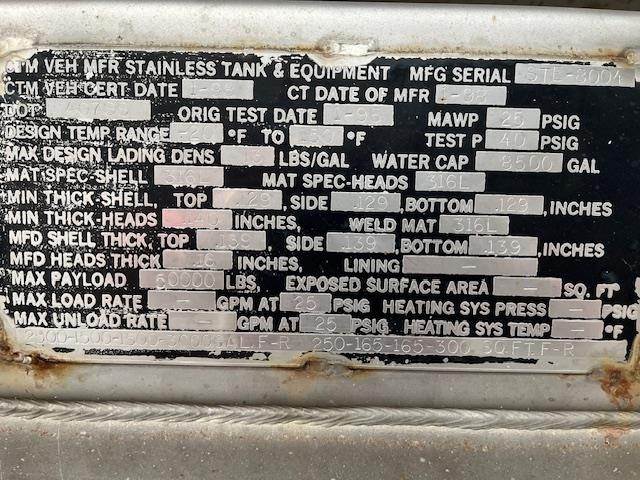 CTM VEH MFR STAINLESS TANK & EQUIPMENT MFG SERIAL STE-8004
CTM VEH CERT DATE CT DATE OF MFR
DOT ORIG TEST DATE 1-95 MAWP 25 PSIG
DESIGN TEMP RANGE -20 °F TO °F TEST P 40 PSIG
MAX DESIGN LADING DENS LBS/GAL WATER CAP 8500 GAL
MAT SPEC-SHELL 316L MAT SPEC-HEADS 316L
MIN THICK-SHELL, TOP .129, SIDE .129, BOTTOM .129, INCHES
MIN THICK-HEADS INCHES, WELD MAT 316L
MFD SHELL THICK, TOP .139 SIDE .139, BOTTOM .139, INCHES
MFD HEADS THICK .16 INCHES, LINING —
MAX PAYLOAD 50000 LBS, EXPOSED SURFACE AREA — SQ. FT
MAX LOAD RATE — GPM AT 25 PSIG HEATING SYS PRESS — PSIG
MAX UNLOAD RATE — GPM AT 25 PSIG HEATING SYS TEMP — °F
2500-1300-1500-3000 GAL.F-R 250-165-165-300 SQ.FT.F-R